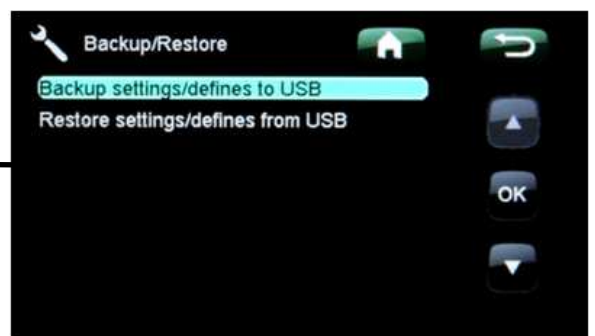 Backup/Restore
Backup settings/defines to USB
Restore settings/defines from USB
OK